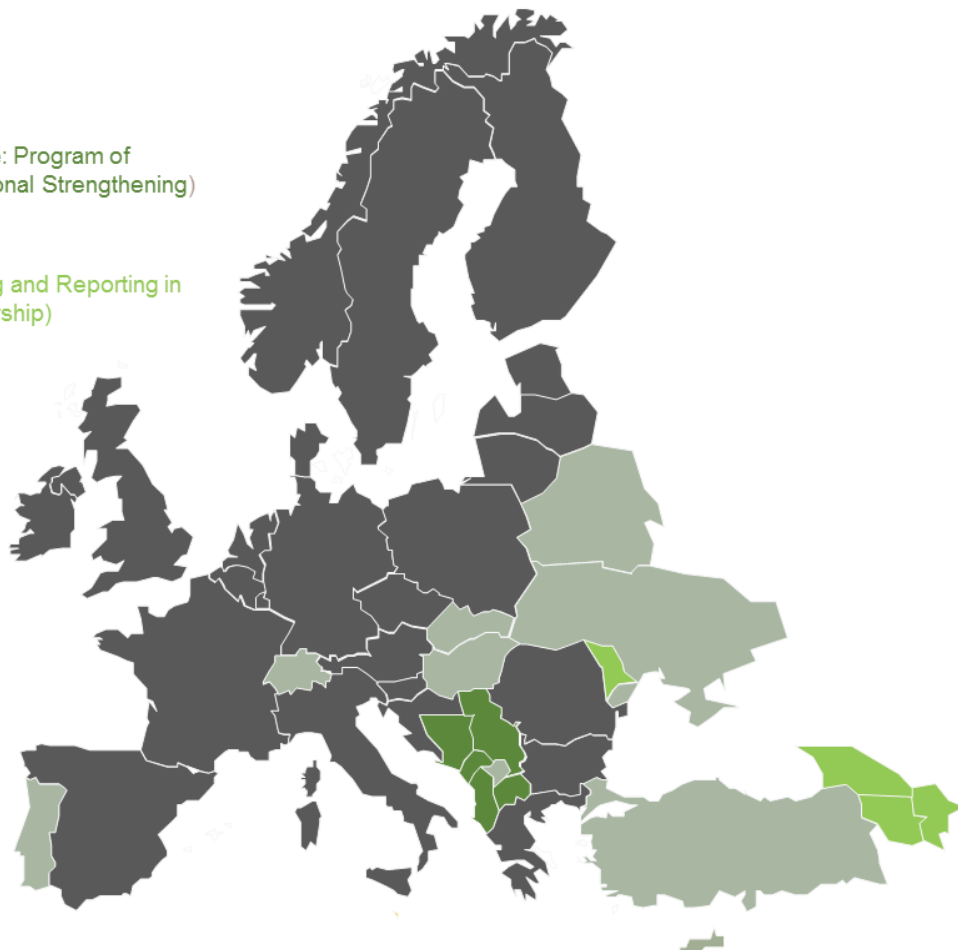 : Program of
onal Strengthening)
and Reporting in
rship)